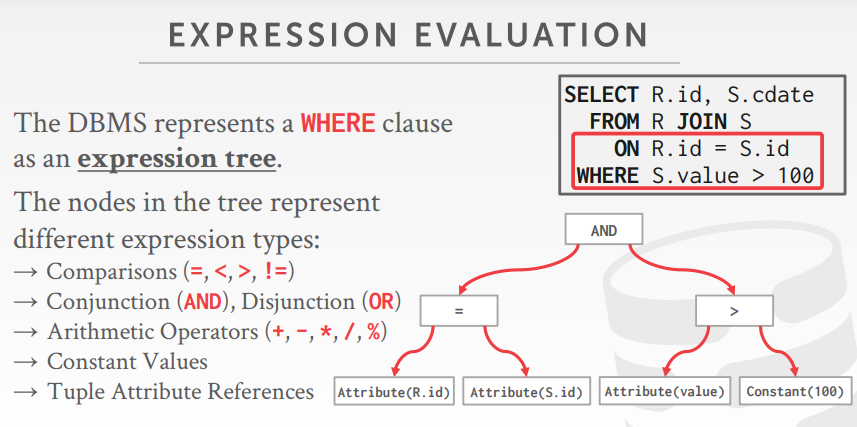 EXPRESSION EVALUATION
The DBMS represents a WHERE clause
as an expression tree.
The nodes in the tree represent
different expression types:
→ Comparisons (=, <, >, !=)
→ Conjunction (AND), Disjunction (OR)
→ Arithmetic Operators (+, -, *, /, %)
→ Constant Values
→ Tuple Attribute References
SELECT R.id, S.cdate
FROM R JOIN S
ON R.id = S.id
WHERE S.value > 100
AND
= >
Attribute(R.id) Attribute(S.id) Attribute(value) Constant(100)